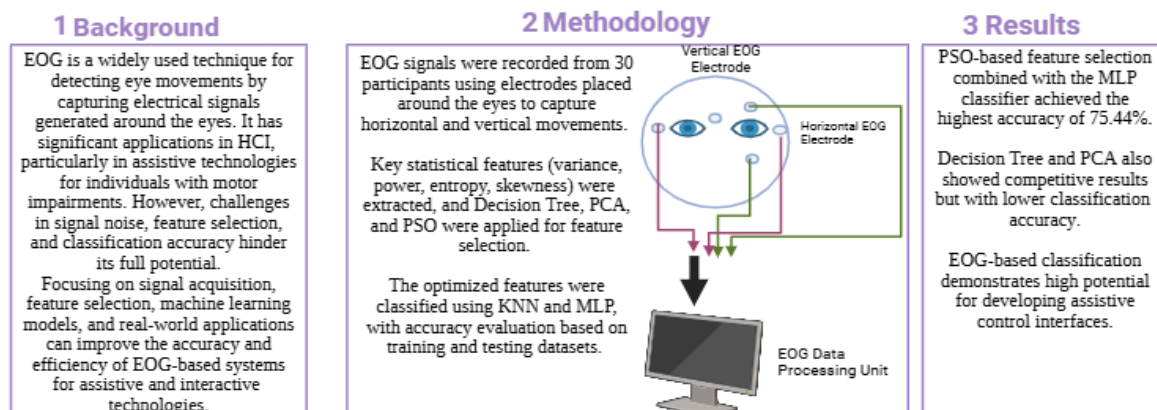 1 Background
EOG is a widely used technique for
detecting eye movements by
capturing electrical signals
generated around the eyes. It has
significant applications in HCI,
particularly in assistive technologies
for individuals with motor
impairments. However, challenges
in signal noise, feature selection,
and classification accuracy hinder
its full potential.
Focusing on signal acquisition,
feature selection, machine learning
models, and real-world applications
can improve the accuracy and
efficiency of EOG-based systems
for assistive and interactive
technologies.
2 Methodology
EOG signals were recorded from 30
participants using electrodes placed
around the eyes to capture
horizontal and vertical movements.
Key statistical features (variance,
power, entropy, skewness) were
extracted, and Decision Tree, PCA,
and PSO were applied for feature
selection.
The optimized features were
classified using KNN and MLP,
with accuracy evaluation based on
training and testing datasets.
Vertical EOG
Electrode
Horizontal EOG
Electrode
EOG Data
Processing Unit
3 Results
PSO-based feature selection
combined with the MLP
classifier achieved the
highest accuracy of 75.44%.
Decision Tree and PCA also
showed competitive results
but with lower classification
accuracy.
EOG-based classification
demonstrates high potential
for developing assistive
control interfaces.